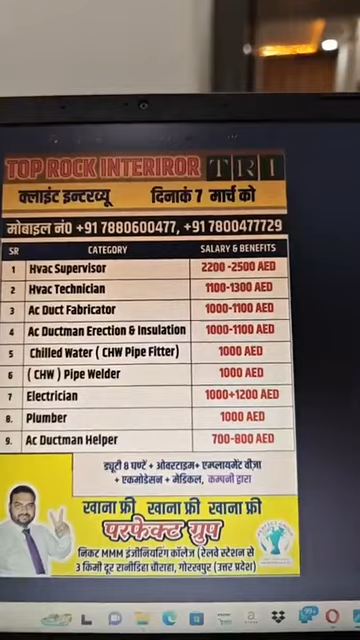 TOP ROCK INTERIROR TRI
क्लाइंट इन्टरव्यू दिनाकं 7 मार्च को
मोबाइल नं0 +91 7880600477, +91 7800477729
SR CATEGORY SALARY & BENEFITS
1 Hvac Supervisor 2200 -2500 AED
2 Hvac Technician 1100-1300 AED
3 Ac Duct Fabricator 1000-1100 AED
4 Ac Ductman Erection & Insulation 1000-1100 AED
5 Chilled Water ( CHW Pipe Fitter) 1000 AED
6 ( CHW ) Pipe Welder 1000 AED
7 Electrician 1000+1200 AED
8. Plumber 1000 AED
9. Ac Ductman Helper 700-800 AED
ड्यूटी 8 घण्टें + ओवरटाइम+ एम्प्लायमेंट वीज़ा
+ एकमोडेसन + मेडिकल, कम्पनी द्वारा
खाना फ्री खाना फ्री खाना फ्री
परफेक्ट ग्रुप
निकट MMM इंजीनियरिंग कॉलेज (रेलवे स्टेशन से
3 किमी दूर रानीडिहा चौराहा, गोरखपुर (उत्तर प्रदेश)
99+